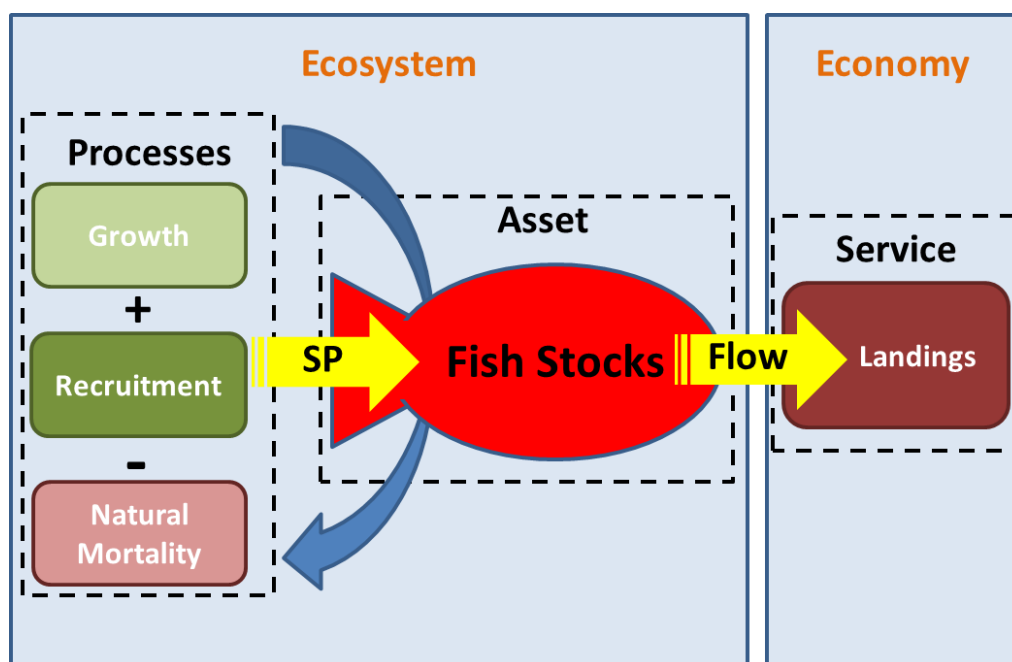 Ecosystem
Economy
Processes
Growth
+
Recruitment
-
Natural
Mortality
SP
Asset
Fish Stocks
Flow
Service
Landings